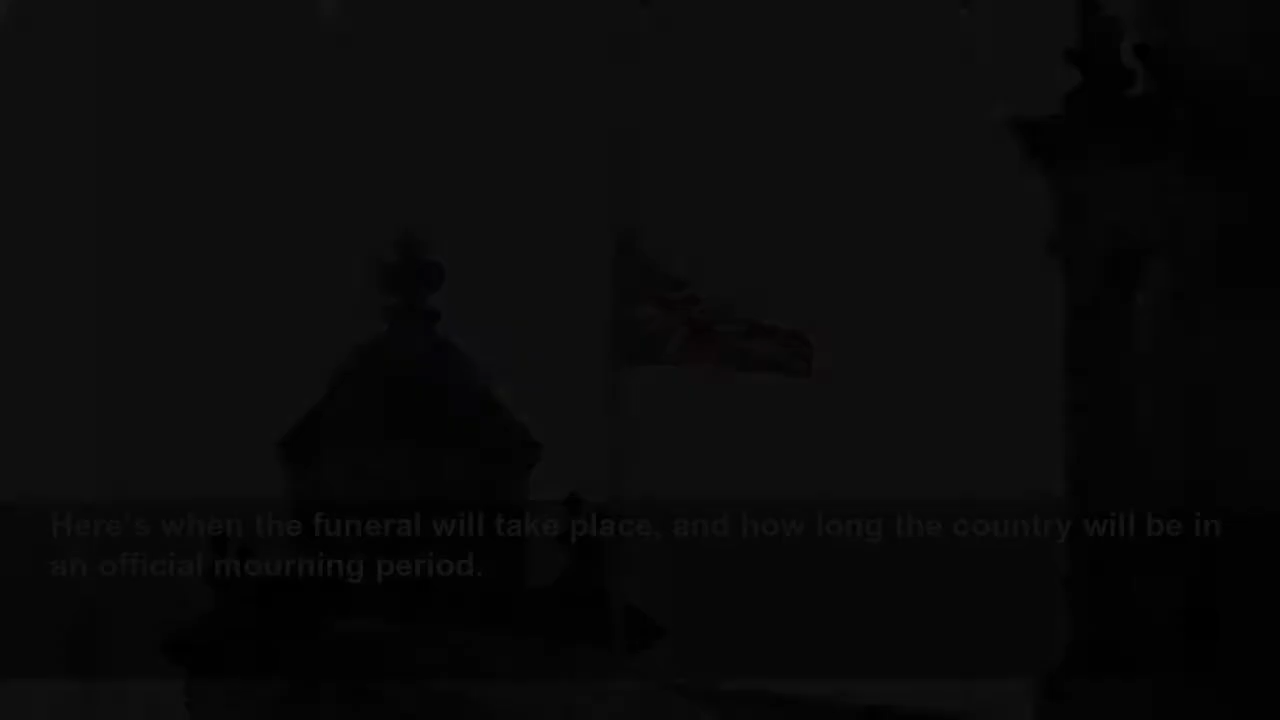 Here's when the funeral will take place, and how long the country will be in
an official mourning period.